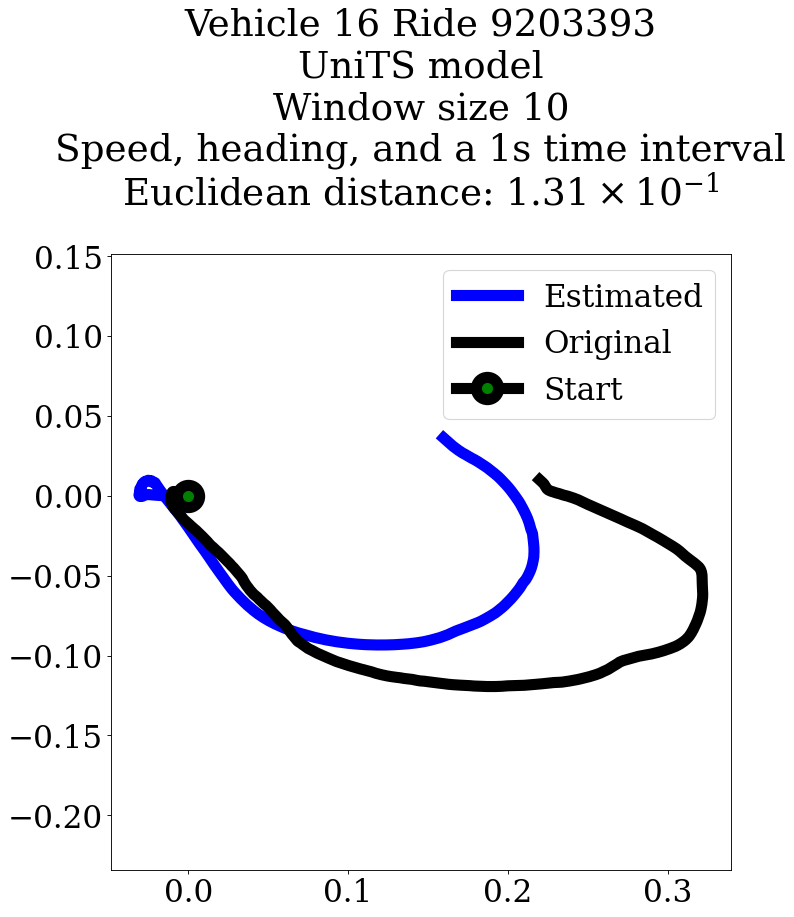 Vehicle 16 Ride 9203393
UniTS model
Window size 10
Speed, heading, and a 1s time interval
Euclidean distance: 1.31 × 10⁻¹
Estimated
Original
Start
0.15
0.10
0.05
0.00
−0.05
−0.10
−0.15
−0.20
0.0 0.1 0.2 0.3